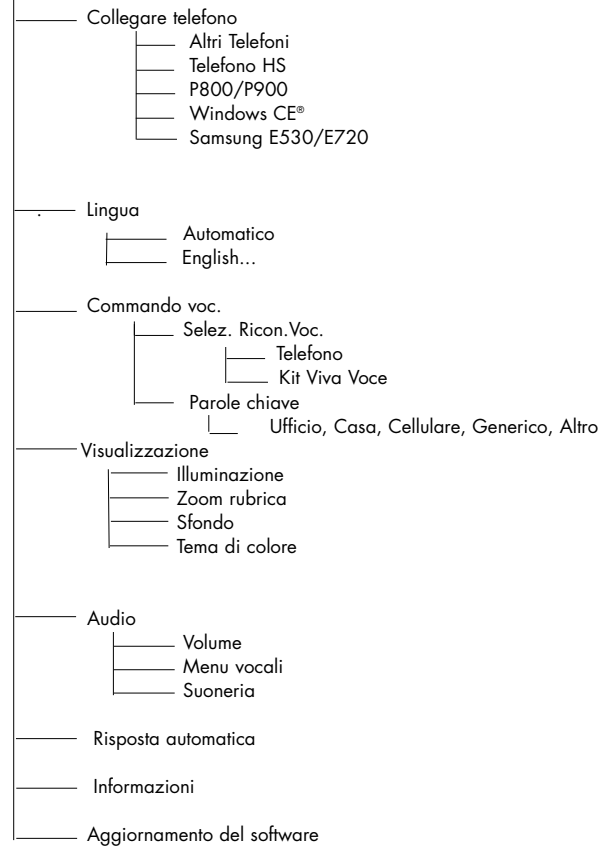 Collegare telefono
Altri Telefoni
Telefono HS
P800/P900
Windows CE®
Samsung E530/E720
Lingua
Automatico
English...
Commando voc.
Selez. Ricon.Voc.
Telefono
Kit Viva Voce
Parole chiave
Ufficio, Casa, Cellulare, Generico, Altro
Visualizzazione
Illuminazione
Zoom rubrica
Sfondo
Tema di colore
Audio
Volume
Menu vocali
Suoneria
Risposta automatica
Informazioni
Aggiornamento del software